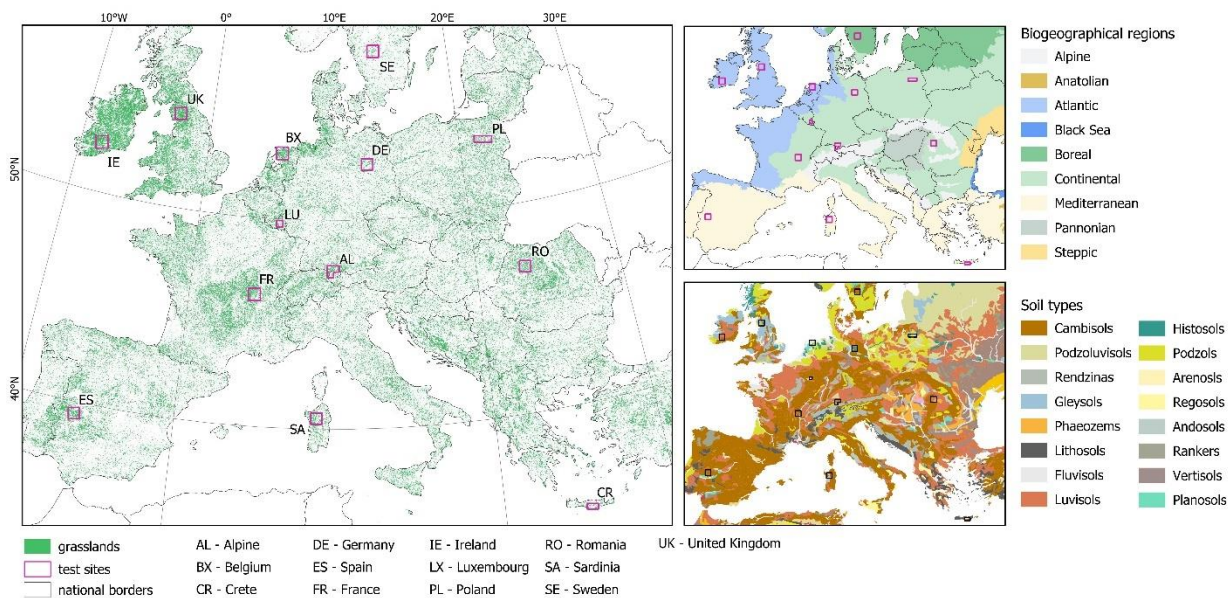 10°W 0° 10°E 20°E 30°E
50°N
40°N
SE
UK
IE
BX
DE
PL
LU
AL
RO
FR
ES
SA
CR
grasslands
test sites
national borders
AL - Alpine
BX - Belgium
CR - Crete
DE - Germany
ES - Spain
FR - France
IE - Ireland
LX - Luxembourg
PL - Poland
RO - Romania
SA - Sardinia
SE - Sweden
UK - United Kingdom
Biogeographical regions
Alpine
Anatolian
Atlantic
Black Sea
Boreal
Continental
Mediterranean
Pannonian
Steppic
Soil types
Cambisols
Podzoluvisols
Rendzinas
Gleysols
Phaeozems
Lithosols
Fluvisols
Luvisols
Histosols
Podzols
Arenosls
Regosols
Andosols
Rankers
Vertisols
Planosols